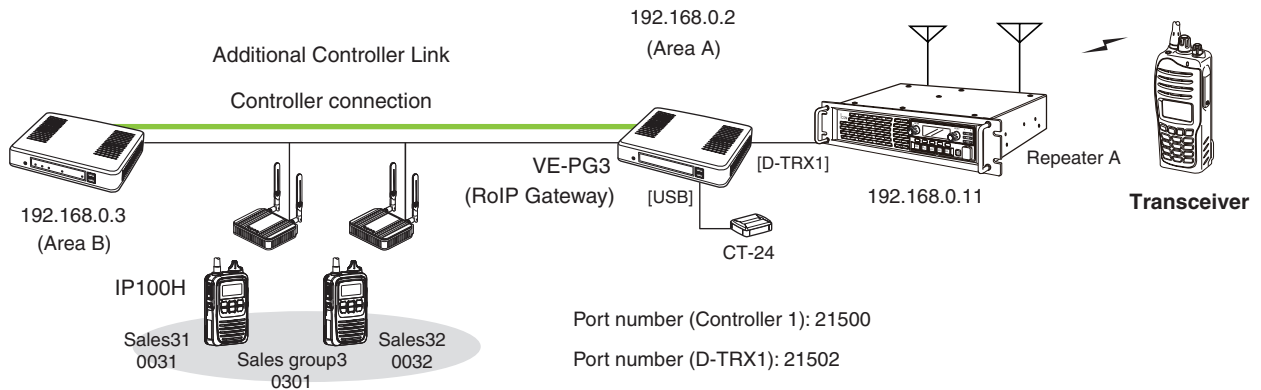 192.168.0.2
(Area A)
Additional Controller Link
Controller connection
VE-PG3
(RoIP Gateway)
[D-TRX1]
[USB]
CT-24
Repeater A
192.168.0.11
Transceiver
192.168.0.3
(Area B)
IP100H
Sales31
0031
Sales group3
0301
Sales32
0032
Port number (Controller 1): 21500
Port number (D-TRX1): 21502